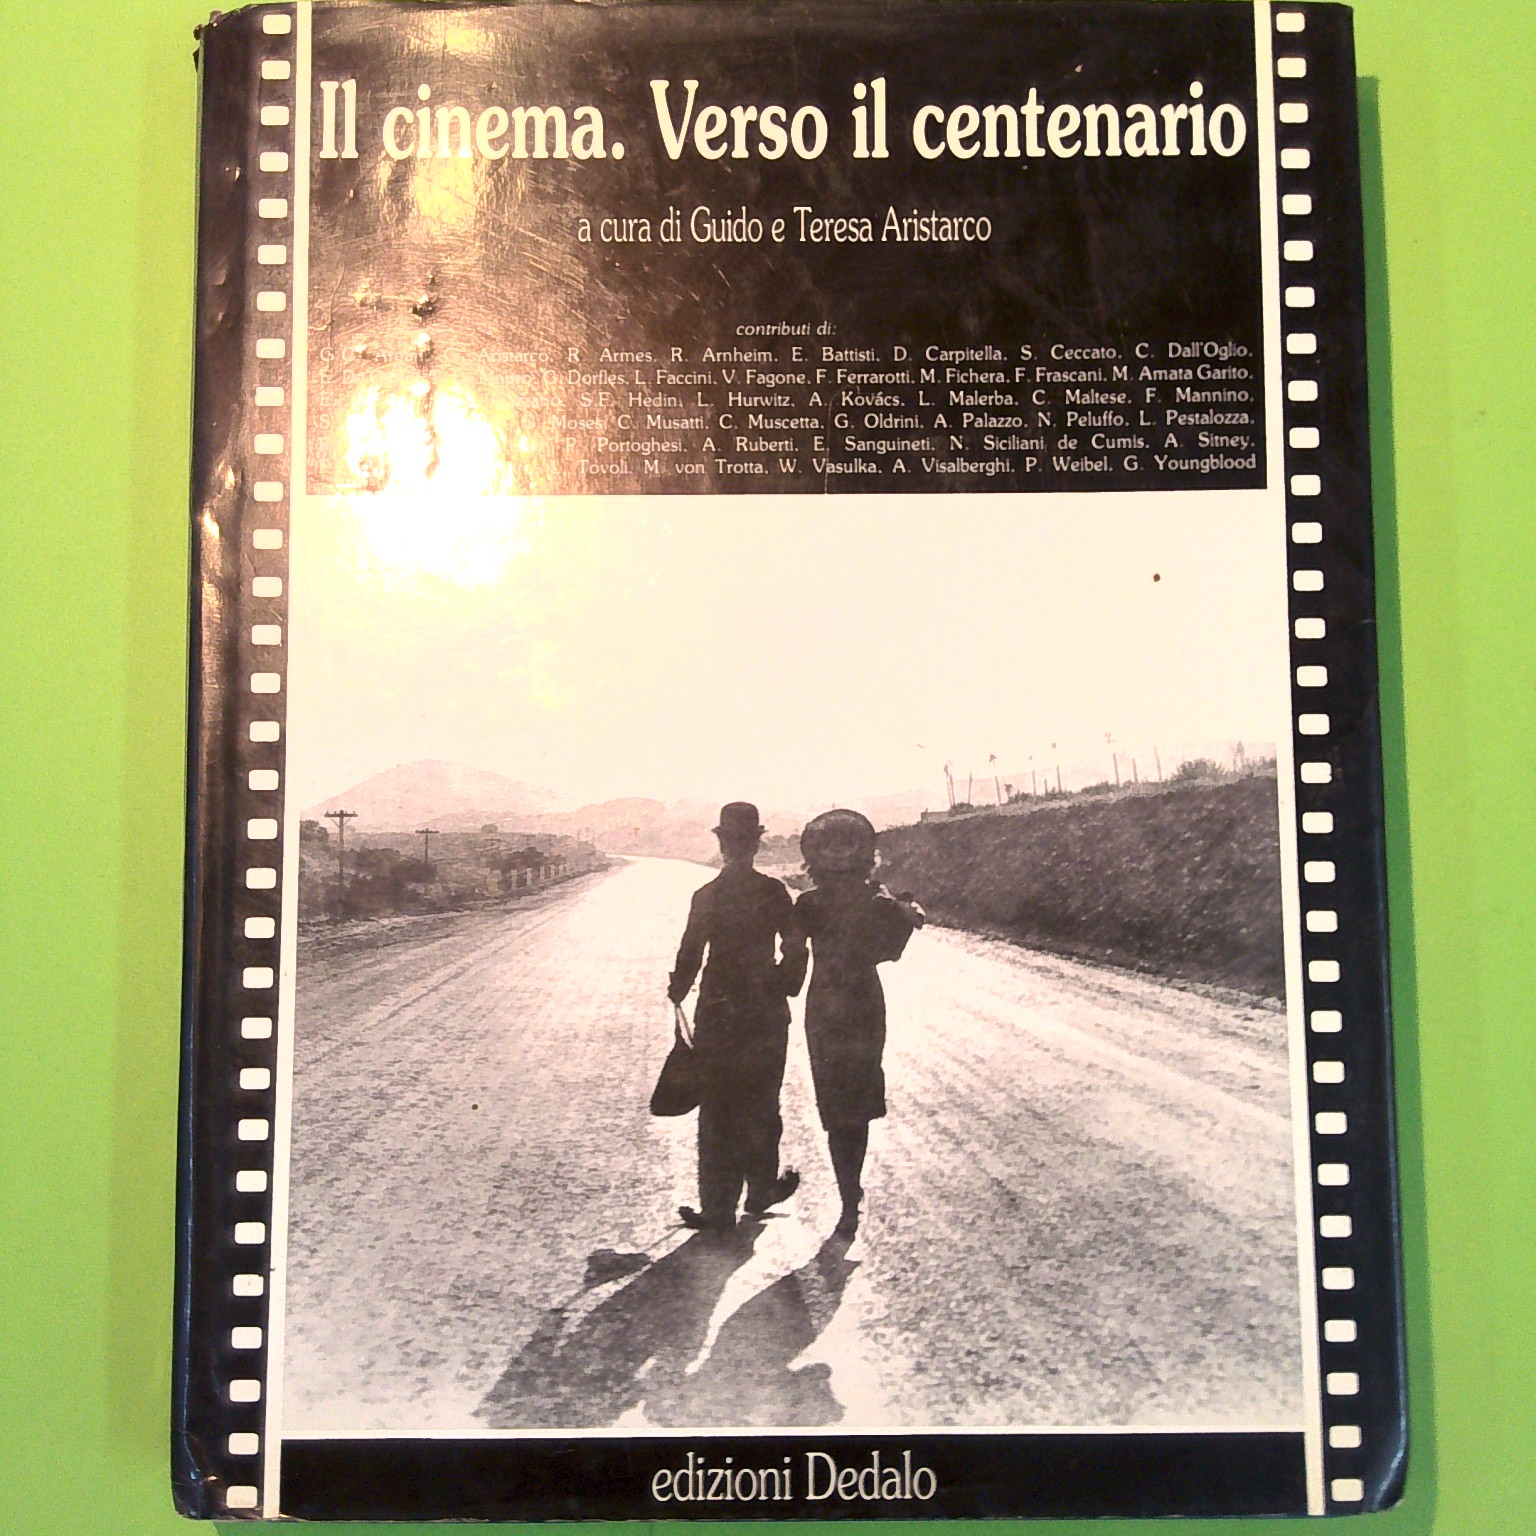 Il cinema. Verso il centenario
a cura di Guido e Teresa Aristarco
contributi di:
Aristarco, R. Armes, R. Arnheim, E. Battisti, D. Carpitella, S. Ceccato, C. Dall'Oglio,
G. Dorfles, L. Faccini, V. Fagone, F. Ferrarotti, M. Fichera, F. Frascani, M. Amata Garito,
S.F. Hedin, L. Hurwitz, A. Kovács, L. Malerba, C. Maltese, F. Mannino,
Moses, C. Musatti, C. Muscetta, G. Oldrini, A. Palazzo, N. Peluffo, L. Pestalozza,
P. Portoghesi, A. Ruberti, E. Sanguineti, N. Siciliani de Cumis, A. Sitney,
Tovoli, M. von Trotta, W. Vasulka, A. Visalberghi, P. Weibel, G. Youngblood
edizioni Dedalo